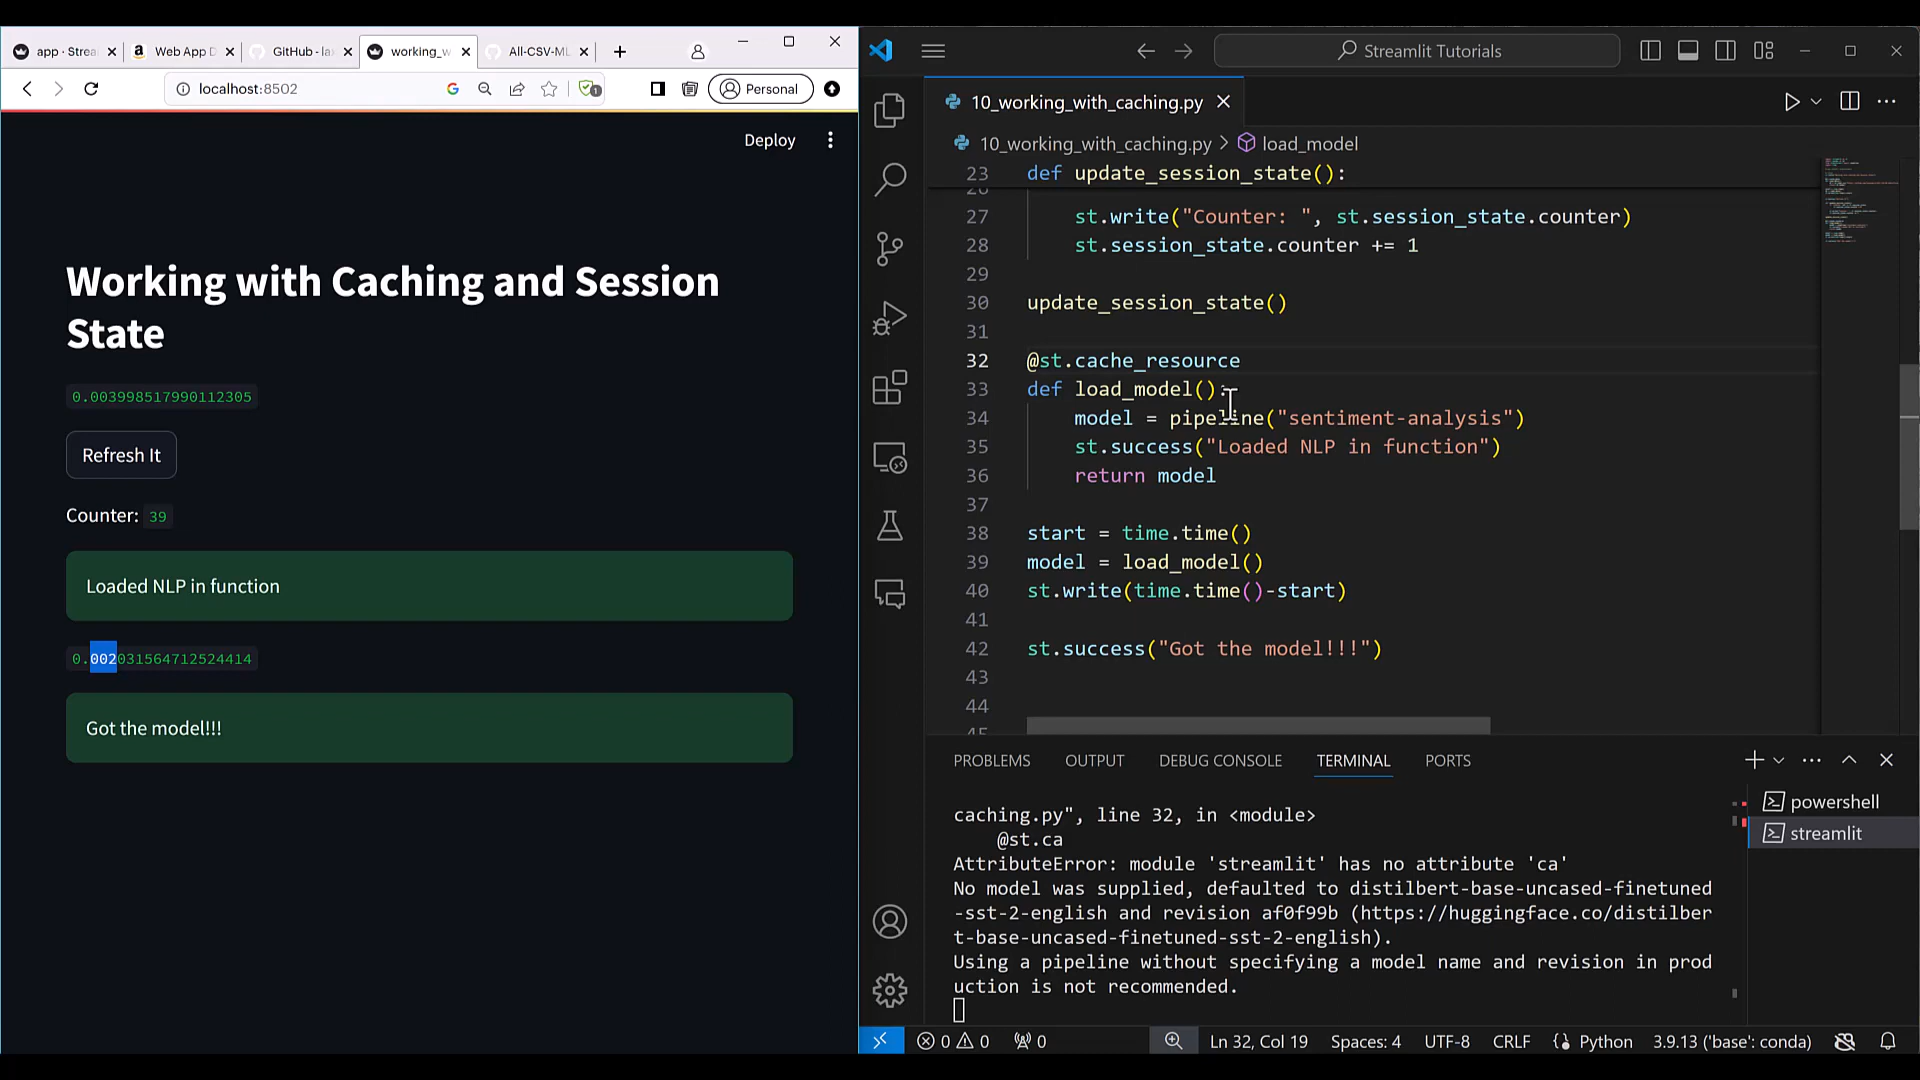 app · Strea
Web App D
GitHub - la
working_w
All-CSV-ML
localhost:8502
Personal
Deploy
Working with Caching and Session
State
0.003998517990112305
Refresh It
Counter: 39
Loaded NLP in function
0.002031564712524414
Got the model!!!
Streamlit Tutorials
10_working_with_caching.py
10_working_with_caching.py > load_model
23 def update_session_state():
27 st.write("Counter: ", st.session_state.counter)
28 st.session_state.counter += 1
29
30 update_session_state()
31
32 @st.cache_resource
33 def load_model():
34 model = pipeline("sentiment-analysis")
35 st.success("Loaded NLP in function")
36 return model
37
38 start = time.time()
39 model = load_model()
40 st.write(time.time()-start)
41
42 st.success("Got the model!!!")
43
44
PROBLEMS OUTPUT DEBUG CONSOLE TERMINAL PORTS
caching.py", line 32, in <module>
@st.ca
AttributeError: module 'streamlit' has no attribute 'ca'
No model was supplied, defaulted to distilbert-base-uncased-finetuned
-sst-2-english and revision af0f99b (https://huggingface.co/distilber
t-base-uncased-finetuned-sst-2-english).
Using a pipeline without specifying a model name and revision in prod
uction is not recommended.
powershell
streamlit
0 0 0 Ln 32, Col 19 Spaces: 4 UTF-8 CRLF Python 3.9.13 ('base': conda)